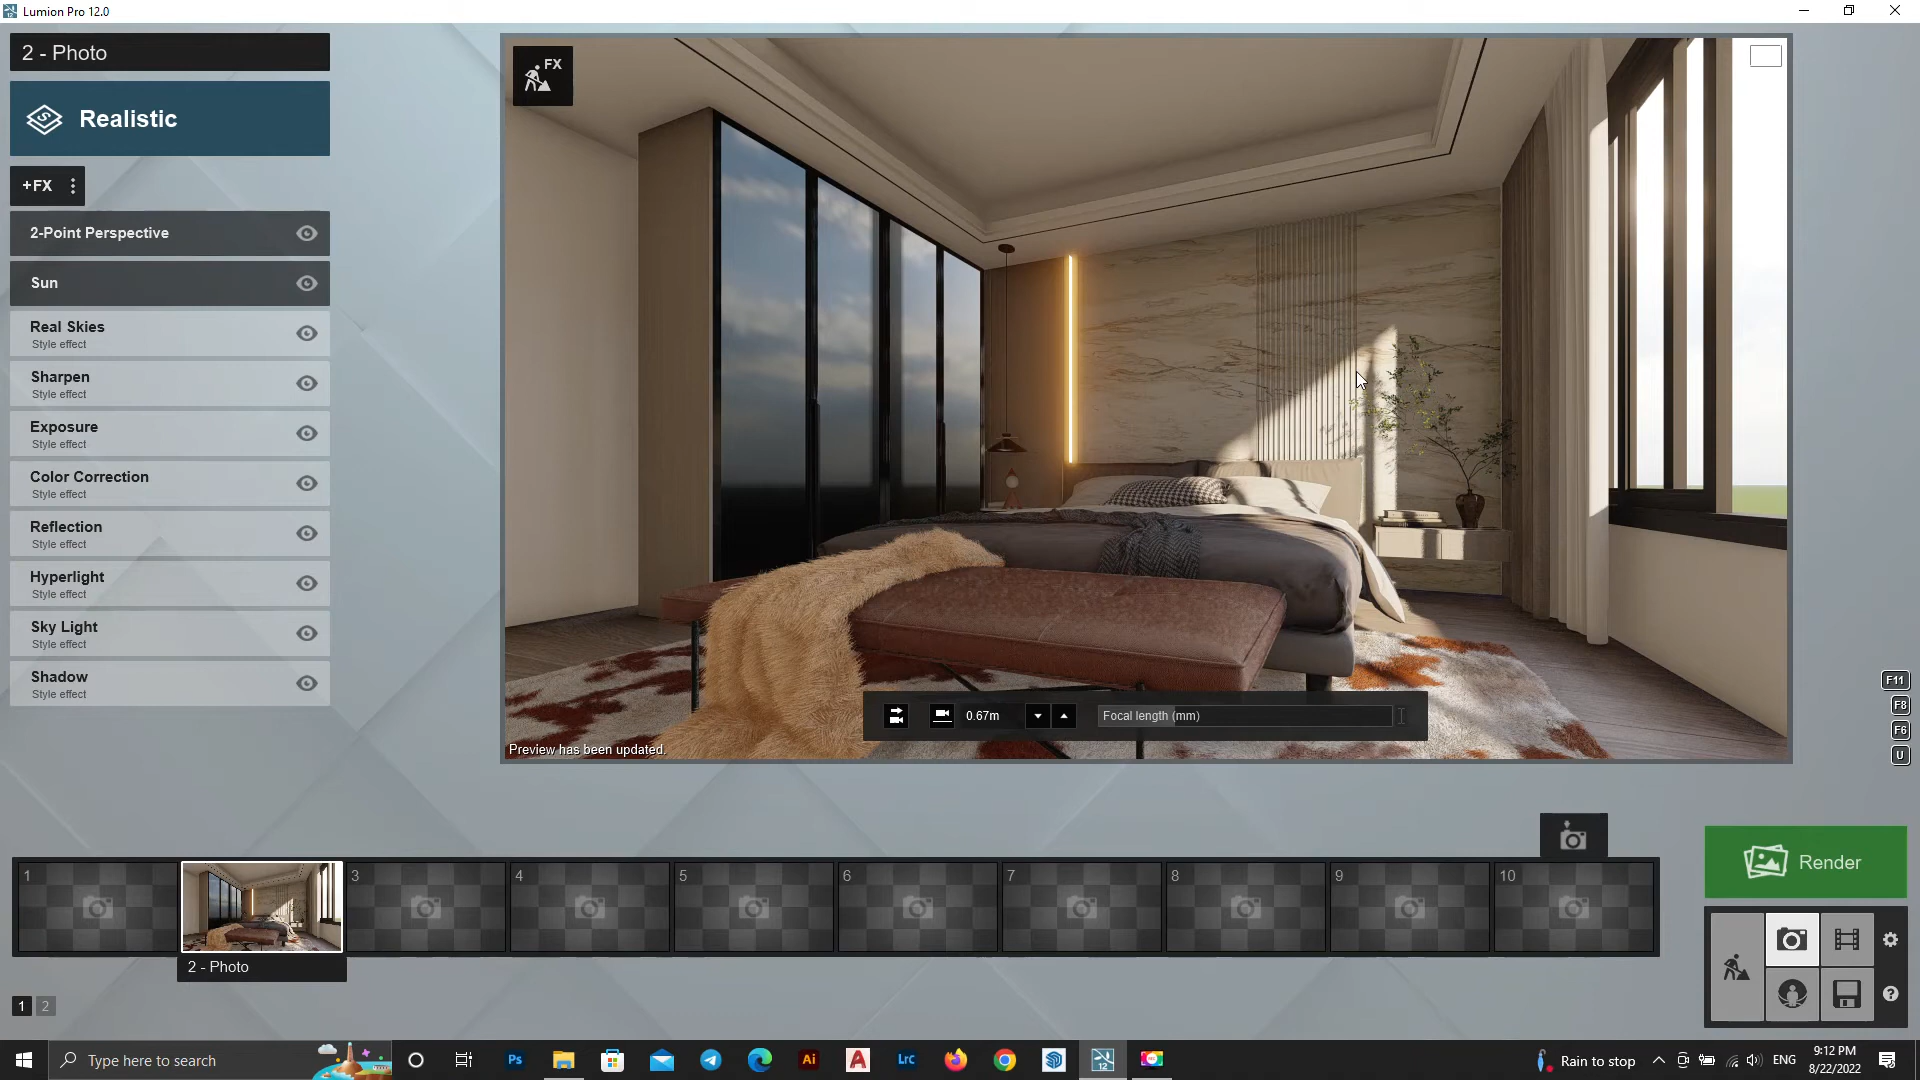 Lumion Pro 12.0
2 - Photo
Realistic
+FX
2-Point Perspective
Sun
Real Skies
Style effect
Sharpen
Style effect
Exposure
Style effect
Color Correction
Style effect
Reflection
Style effect
Hyperlight
Style effect
Sky Light
Style effect
Shadow
Style effect
FX
0.67m
Focal length (mm)
Preview has been updated.
F11
F8
F6
U
1
3
4
5
6
7
8
9
10
2 - Photo
1 2
Render
Type here to search
Ps
Ai
Lrc
12
Rain to stop
ENG
9:12 PM
8/22/2022